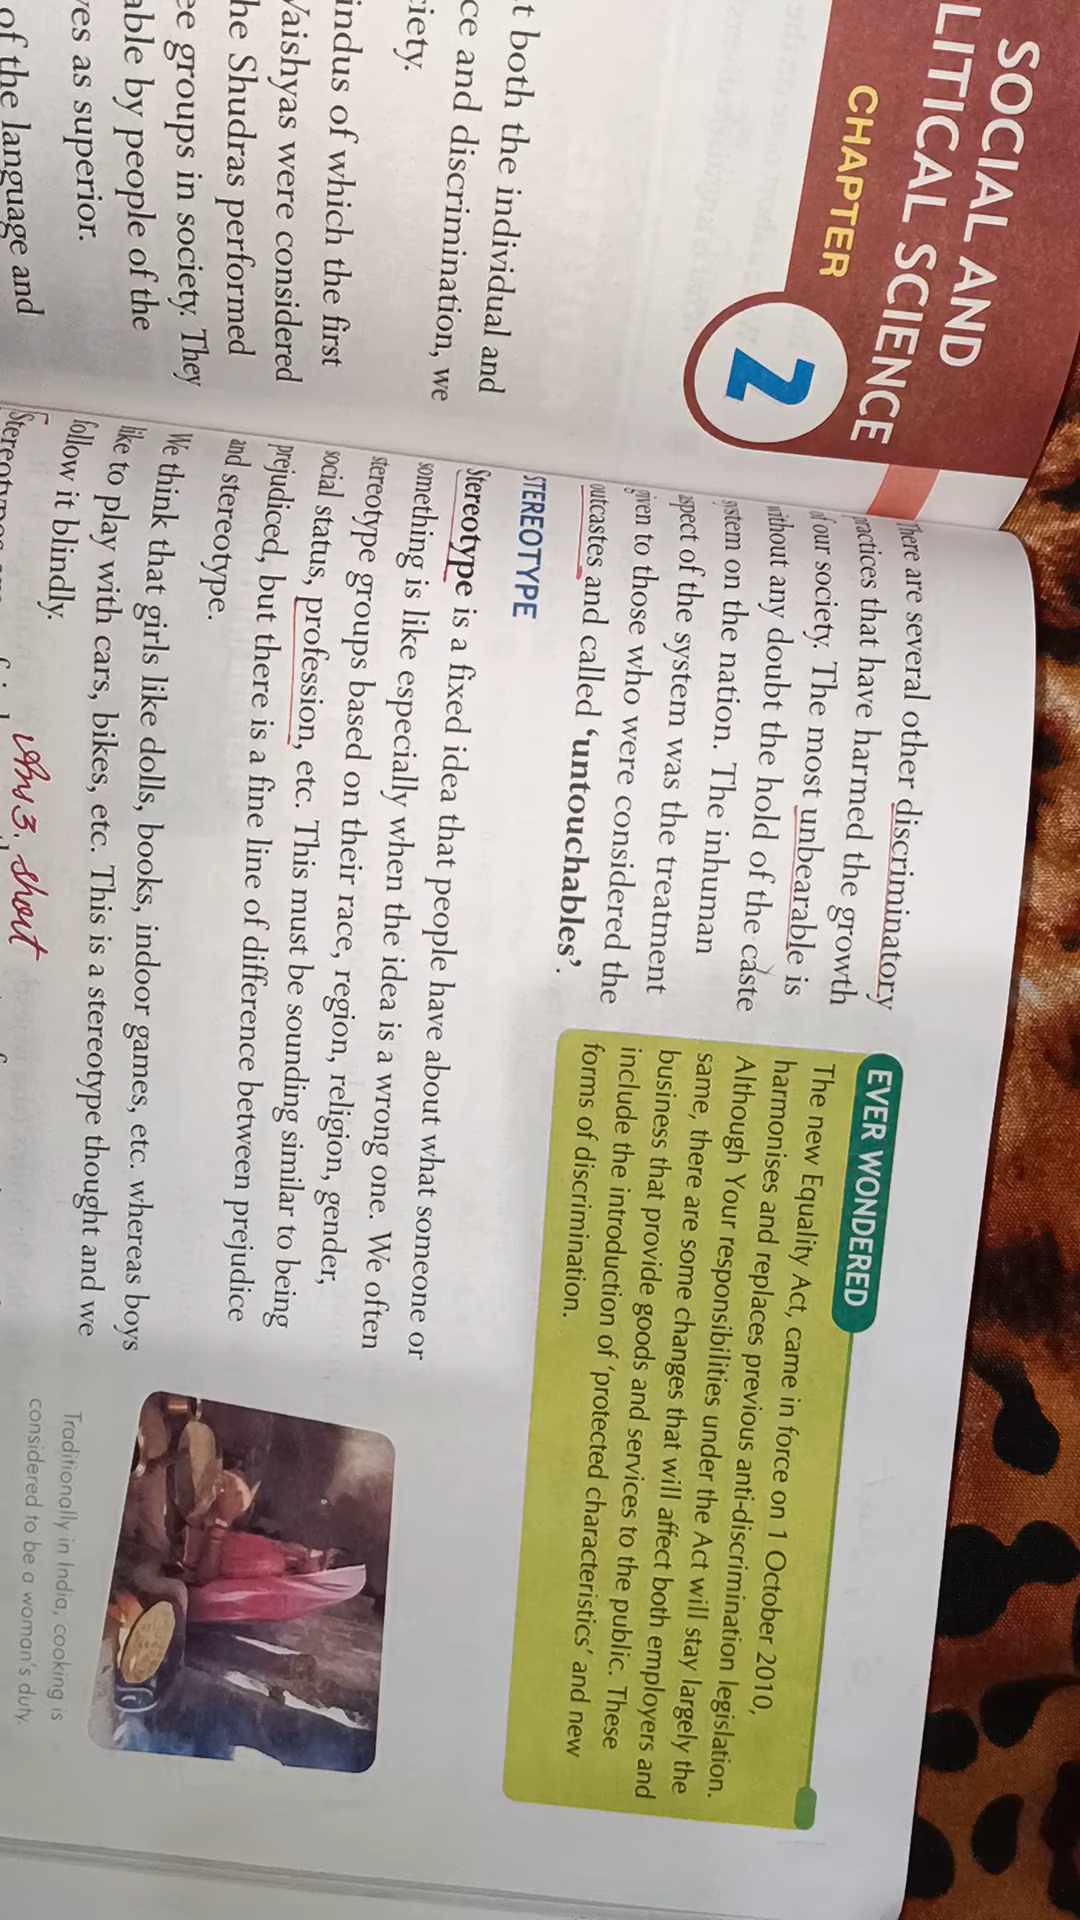 SOCIAL AND
LITICAL SCIENCE
CHAPTER
2
t both the individual and
ce and discrimination, we
ciety.
indus of which the first
Vaishyas were considered
he Shudras performed
ee groups in society. They
able by people of the
ves as superior.
of the language and
There are several other discriminatory
practices that have harmed the growth
of our society. The most unbearable is
without any doubt the hold of the caste
system on the nation. The inhuman
aspect of the system was the treatment
given to those who were considered the
outcastes and called ‘untouchables’.
EVER WONDERED
The new Equality Act, came in force on 1 October 2010,
harmonises and replaces previous anti-discrimination legislation.
Although Your responsibilities under the Act will stay largely the
same, there are some changes that will affect both employers and
business that provide goods and services to the public. These
include the introduction of ‘protected characteristics’ and new
forms of discrimination.
STEREOTYPE
Stereotype is a fixed idea that people have about what someone or
something is like especially when the idea is a wrong one. We often
stereotype groups based on their race, region, religion, gender,
social status, profession, etc. This must be sounding similar to being
prejudiced, but there is a fine line of difference between prejudice
and stereotype.
We think that girls like dolls, books, indoor games, etc. whereas boys
like to play with cars, bikes, etc. This is a stereotype thought and we
follow it blindly.
Traditionally in India, cooking is
considered to be a woman's duty.
3. short